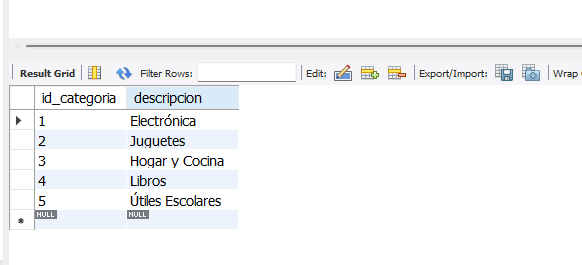 Result Grid Filter Rows: Edit: Export/Import: Wrap
id_categoria descripcion
1 Electrónica
2 Juguetes
3 Hogar y Cocina
4 Libros
5 Útiles Escolares
NULL NULL